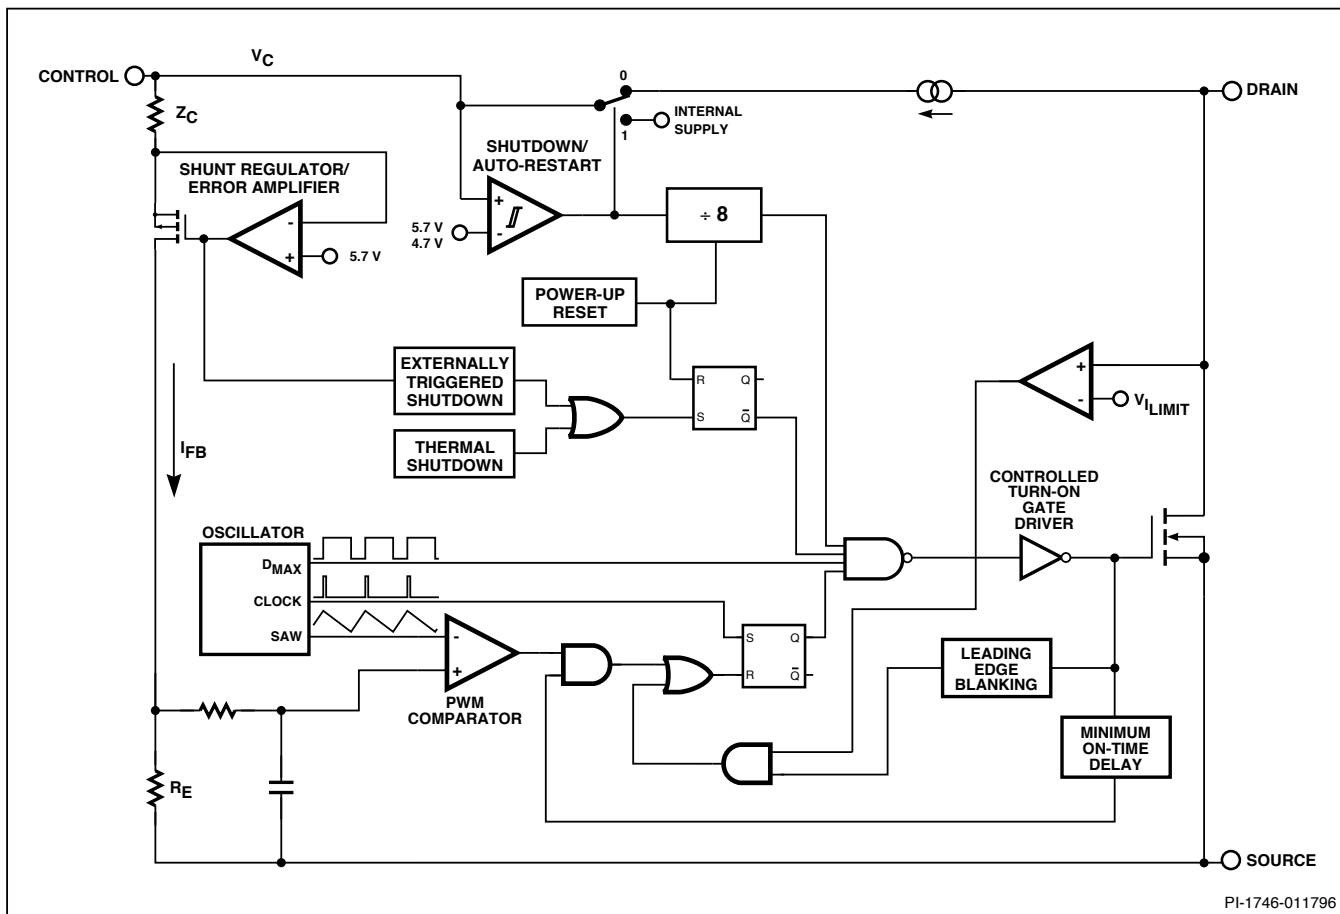 V_C
CONTROL
0
DRAIN
Z_C
INTERNAL
SUPPLY
1
SHUTDOWN/
AUTO-RESTART
SHUNT REGULATOR/
ERROR AMPLIFIER
+
-
5.7 V
4.7 V
÷ 8
-
+
5.7 V
POWER-UP
RESET
EXTERNALLY
TRIGGERED
SHUTDOWN
R
Q
S
Q̅
+
-
V_I_LIMIT
THERMAL
SHUTDOWN
I_FB
CONTROLLED
TURN-ON
GATE
DRIVER
OSCILLATOR
D_MAX
CLOCK
SAW
-
+
PWM
COMPARATOR
S
Q
R
Q̅
LEADING
EDGE
BLANKING
MINIMUM
ON-TIME
DELAY
R_E
SOURCE
PI-1746-011796